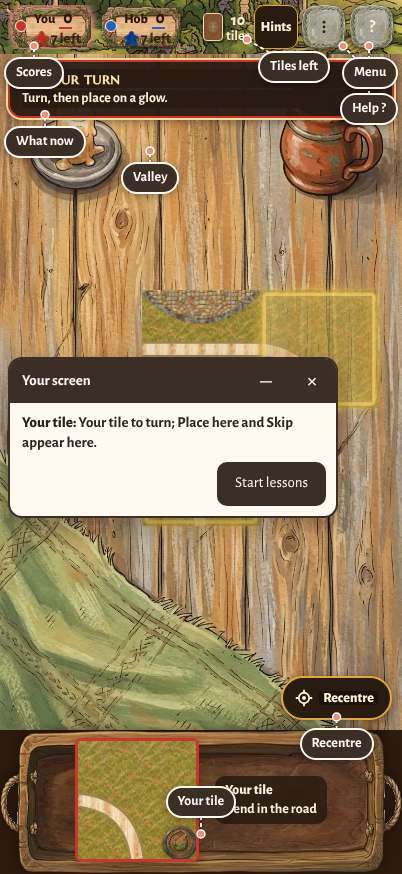 You 0
7 left
Hob 0
7 left
10
tiles
Hints
?
Scores
Tiles left
Menu
UR TURN
Turn, then place on a glow.
Help ?
What now
Valley
Your screen
Your tile: Your tile to turn; Place here and Skip
appear here.
Start lessons
Recentre
Recentre
Your tile
Your tile
end in the road